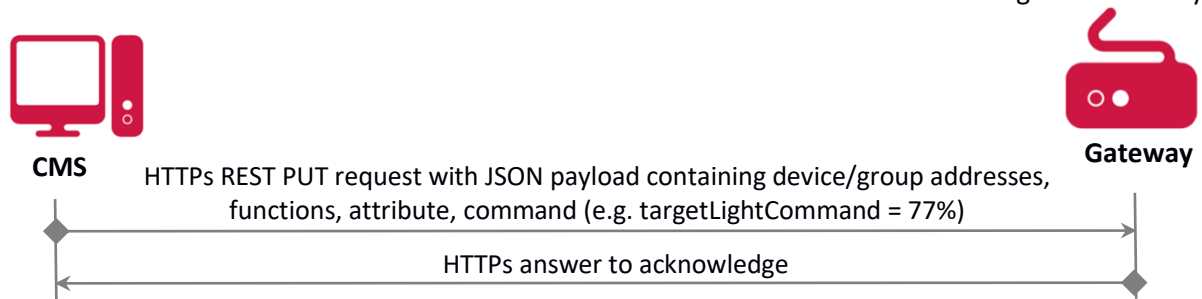 CMS
Gateway
HTTPs REST PUT request with JSON payload containing device/group addresses,
functions, attribute, command (e.g. targetLightCommand = 77%)
HTTPs answer to acknowledge